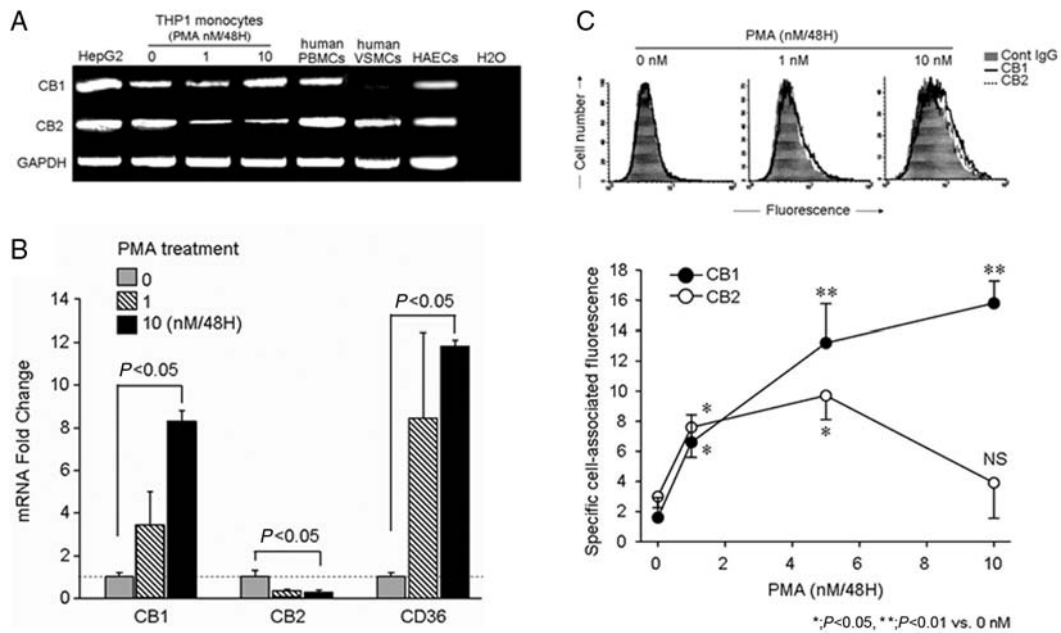 A
THP1 monocytes
(PMA nM/48H)
HepG2 0 1 10 human PBMCs human VSMCs HAECs H2O
CB1
CB2
GAPDH
B
PMA treatment
0
1
10 (nM/48H)
mRNA Fold Change
14
12
10
8
6
4
2
0
P<0.05
P<0.05
P<0.05
CB1 CB2 CD36
C
PMA (nM/48H)
0 nM 1 nM 10 nM
Cont IgG
CB1
CB2
Cell number
Fluorescence
CB1
CB2
Specific cell-associated fluorescence
18
16
14
12
10
8
6
4
2
0
*
*
**
*
**
NS
0 2 4 6 8 10
PMA (nM/48H)
*;P<0.05, **;P<0.01 vs. 0 nM